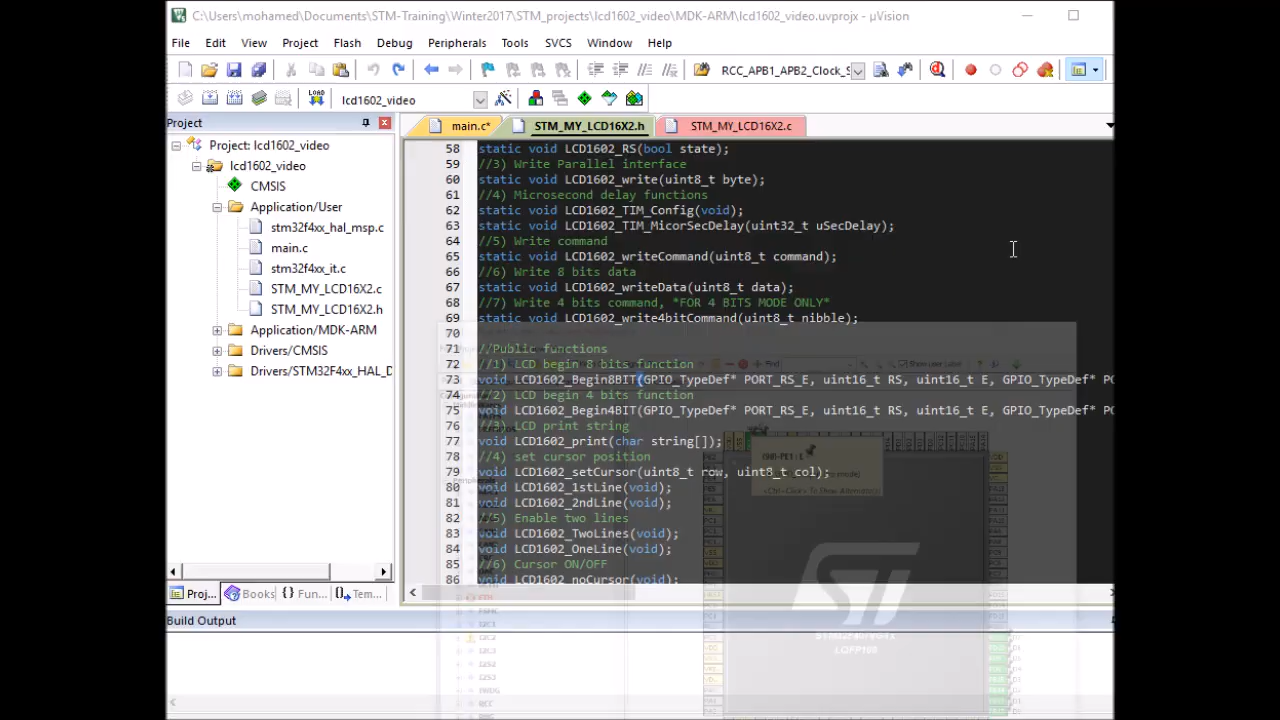 C:\Users\mohamed\Documents\STM-Training\Winter2017\STM_projects\lcd1602_video\MDK-ARM\lcd1602_video.uvprojx - µVision
File Edit View Project Flash Debug Peripherals Tools SVCS Window Help
RCC_APB1_APB2_Clock_S
LOAD
lcd1602_video
Project
main.c* STM_MY_LCD16X2.h STM_MY_LCD16X2.c
Project: lcd1602_video
lcd1602_video
CMSIS
Application/User
stm32f4xx_hal_msp.c
main.c
stm32f4xx_it.c
STM_MY_LCD16X2.c
STM_MY_LCD16X2.h
Application/MDK-ARM
Drivers/CMSIS
Drivers/STM32F4xx_HAL_D
58 static void LCD1602_RS(bool state);
59 //3) Write Parallel interface
60 static void LCD1602_write(uint8_t byte);
61 //4) Microsecond delay functions
62 static void LCD1602_TIM_Config(void);
63 static void LCD1602_TIM_MicorSecDelay(uint32_t uSecDelay);
64 //5) Write command
65 static void LCD1602_writeCommand(uint8_t command);
66 //6) Write 8 bits data
67 static void LCD1602_writeData(uint8_t data);
68 //7) Write 4 bits command, *FOR 4 BITS MODE ONLY*
69 static void LCD1602_write4bitCommand(uint8_t nibble);
70
71 //Public functions
72 //1) LCD begin 8 bits function
73 void LCD1602_Begin8BIT(GPIO_TypeDef* PORT_RS_E, uint16_t RS, uint16_t E, GPIO_TypeDef* PO
74 //2) LCD begin 4 bits function
75 void LCD1602_Begin4BIT(GPIO_TypeDef* PORT_RS_E, uint16_t RS, uint16_t E, GPIO_TypeDef* PO
76 //3) LCD print string
77 void LCD1602_print(char string[]);
78 //4) set cursor position
79 void LCD1602_setCursor(uint8_t row, uint8_t col);
80 void LCD1602_1stLine(void);
81 void LCD1602_2ndLine(void);
82 //5) Enable two lines
83 void LCD1602_TwoLines(void);
84 void LCD1602_OneLine(void);
85 //6) Cursor ON/OFF
86 void LCD1602_noCursor(void);
Proj... Books {} Fun... Tem...
Build Output
LQFP100
I2C1
I2C2
I2C3
I2S2
I2S3
IWDG
RCC